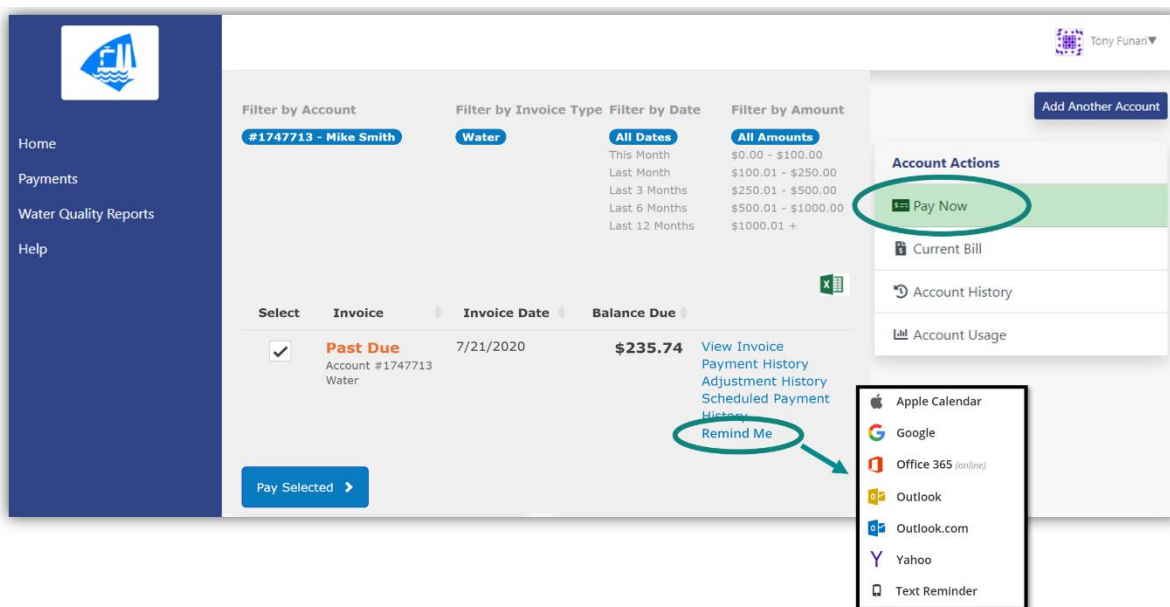 Tony Funari▼
Home
Payments
Water Quality Reports
Help
Filter by Account
#1747713 - Mike Smith
Filter by Invoice Type
Water
Filter by Date
All Dates
This Month
Last Month
Last 3 Months
Last 6 Months
Last 12 Months
Filter by Amount
All Amounts
$0.00 - $100.00
$100.01 - $250.00
$250.01 - $500.00
$500.01 - $1000.00
$1000.01 +
Select Invoice Invoice Date Balance Due
Past Due
Account #1747713
Water
7/21/2020
$235.74
View Invoice
Payment History
Adjustment History
Scheduled Payment
History
Remind Me
Pay Selected
Add Another Account
Account Actions
Pay Now
Current Bill
Account History
Account Usage
Apple Calendar
Google
Office 365 (online)
Outlook
Outlook.com
Yahoo
Text Reminder